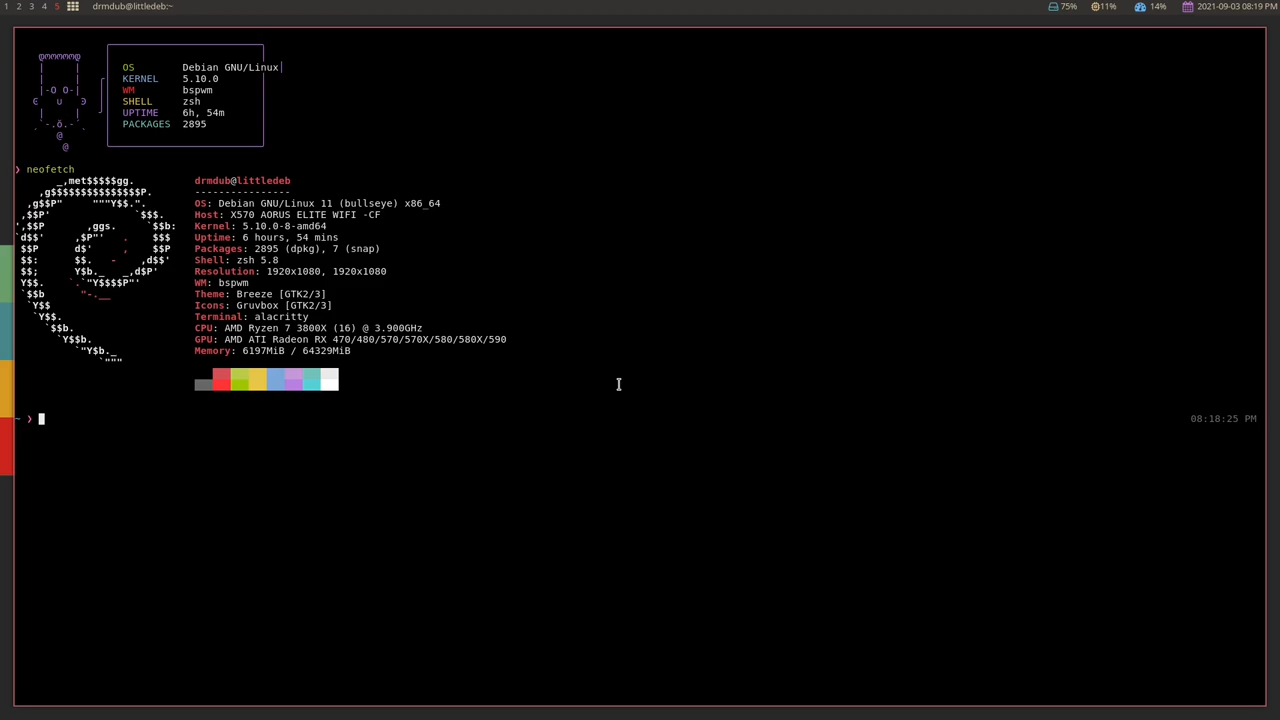 1 2 3 4 5 drmdub@littledeb:~ 75% 11% 14% 2021-09-03 08:19 PM
OS Debian GNU/Linux
KERNEL 5.10.0
WM bspwm
SHELL zsh
UPTIME 6h, 54m
PACKAGES 2895
❯ neofetch
drmdub@littledeb
----------------
OS: Debian GNU/Linux 11 (bullseye) x86_64
Host: X570 AORUS ELITE WIFI -CF
Kernel: 5.10.0-8-amd64
Uptime: 6 hours, 54 mins
Packages: 2895 (dpkg), 7 (snap)
Shell: zsh 5.8
Resolution: 1920x1080, 1920x1080
WM: bspwm
Theme: Breeze [GTK2/3]
Icons: Gruvbox [GTK2/3]
Terminal: alacritty
CPU: AMD Ryzen 7 3800X (16) @ 3.900GHz
GPU: AMD ATI Radeon RX 470/480/570/570X/580/580X/590
Memory: 6197MiB / 64329MiB
~ ❯ 08:18:25 PM